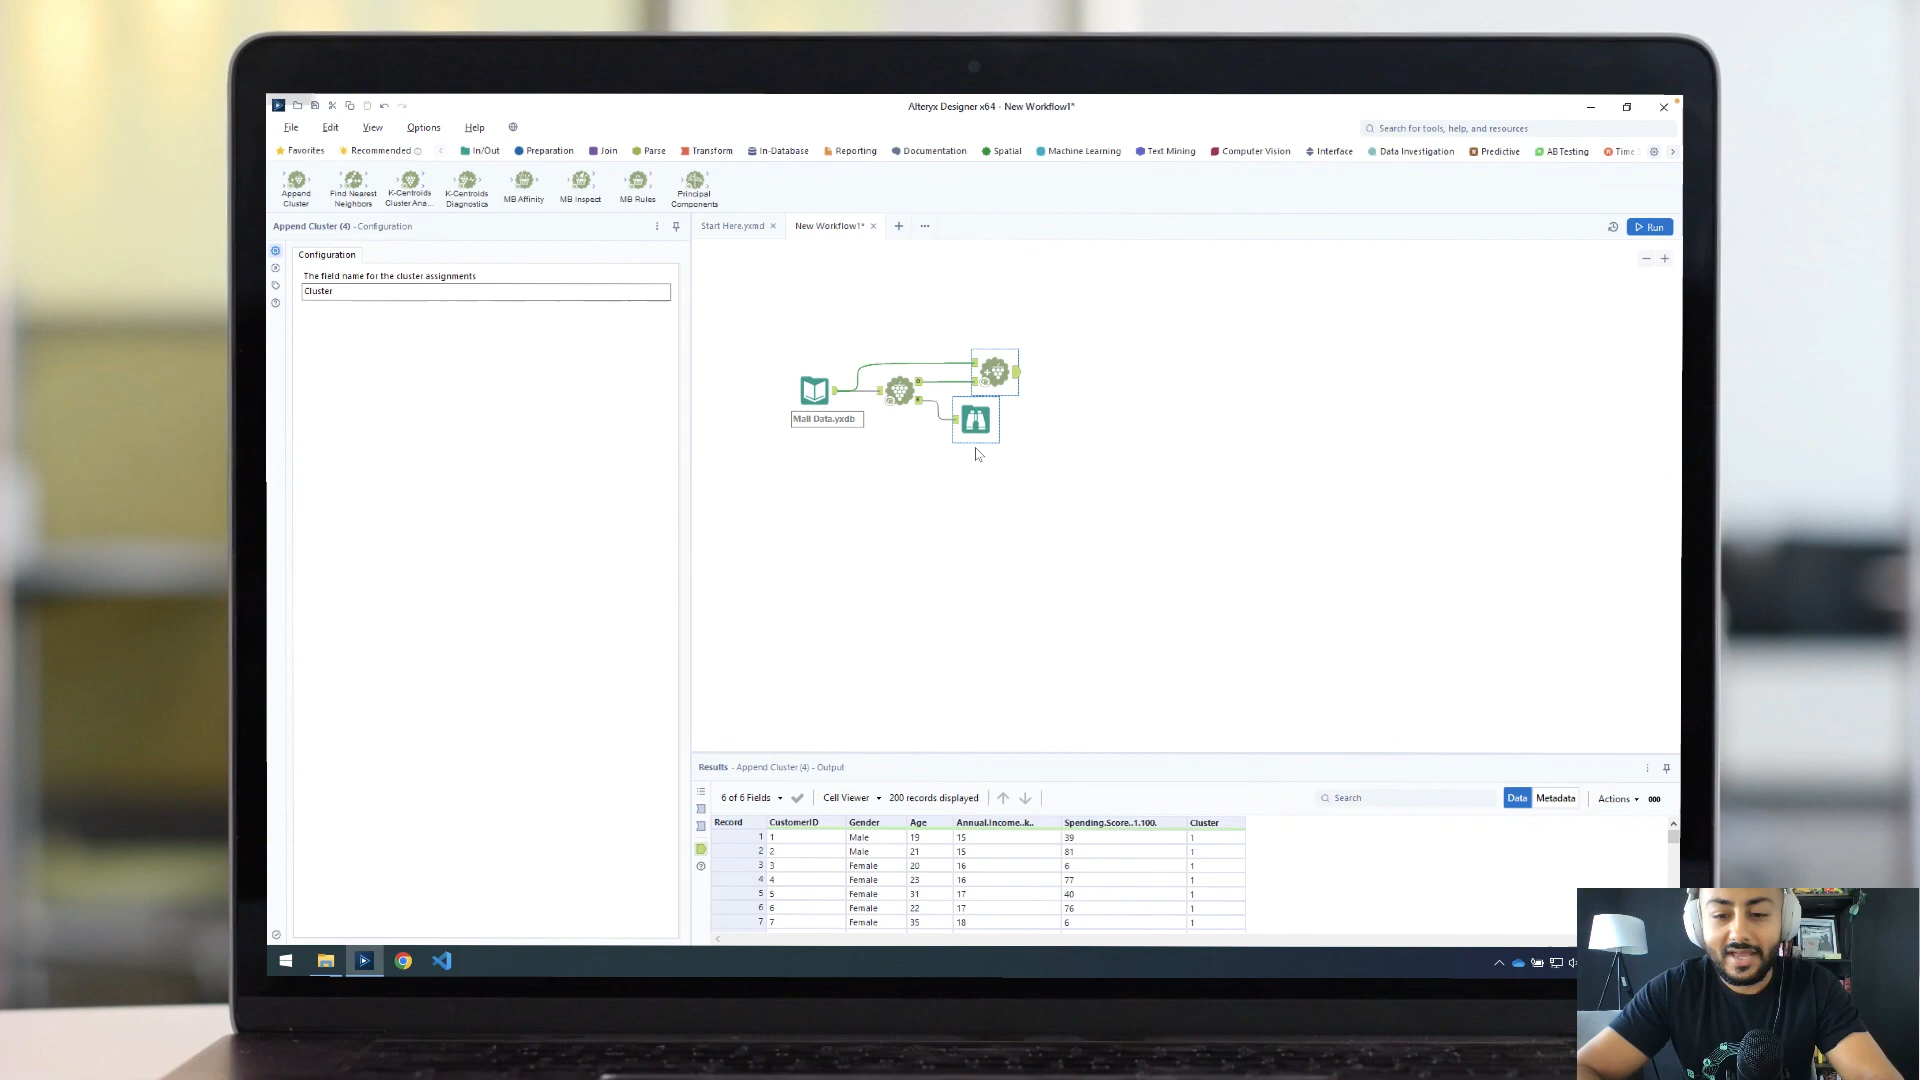 Alteryx Designer x64 - New Workflow1*
File Edit View Options Help
Search for tools, help, and resources
Favorites Recommended In/Out Preparation Join Parse Transform In-Database Reporting Documentation Spatial Machine Learning Text Mining Computer Vision Interface Data Investigation Predictive AB Testing Time
Append Cluster
Find Nearest Neighbors
K-Centroids Cluster Ana...
K-Centroids Diagnostics
MB Affinity
MB Inspect
MB Rules
Principal Components
Append Cluster (4) - Configuration
Start Here.yxmd
New Workflow1*
Run
Configuration
The field name for the cluster assignments
Cluster
D
R
Mall Data.yxdb
Results - Append Cluster (4) - Output
6 of 6 Fields Cell Viewer 200 records displayed Search Data Metadata Actions 000
Record CustomerID Gender Age Annual.Income..k.. Spending.Score..1.100. Cluster
1 1 Male 19 15 39 1
2 2 Male 21 15 81 1
3 3 Female 20 16 6 1
4 4 Female 23 16 77 1
5 5 Female 31 17 40 1
6 6 Female 22 17 76 1
7 7 Female 35 18 6 1